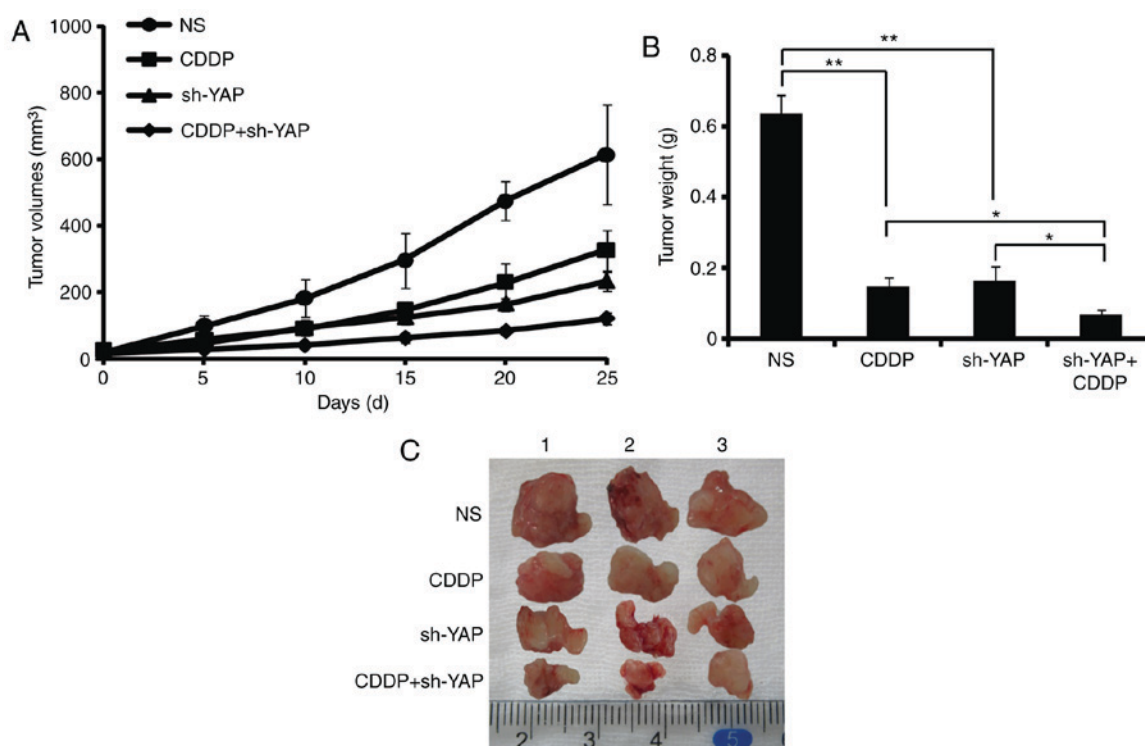 A
1000
800
600
400
200
0
Tumor volumes (mm³)
NS
CDDP
sh-YAP
CDDP+sh-YAP
0 5 10 15 20 25
Days (d)
B
0.8
0.6
0.4
0.2
0
Tumor weight (g)
**
**
*
*
NS CDDP sh-YAP sh-YAP+
CDDP
C
1 2 3
NS
CDDP
sh-YAP
CDDP+sh-YAP
2 3 4 5